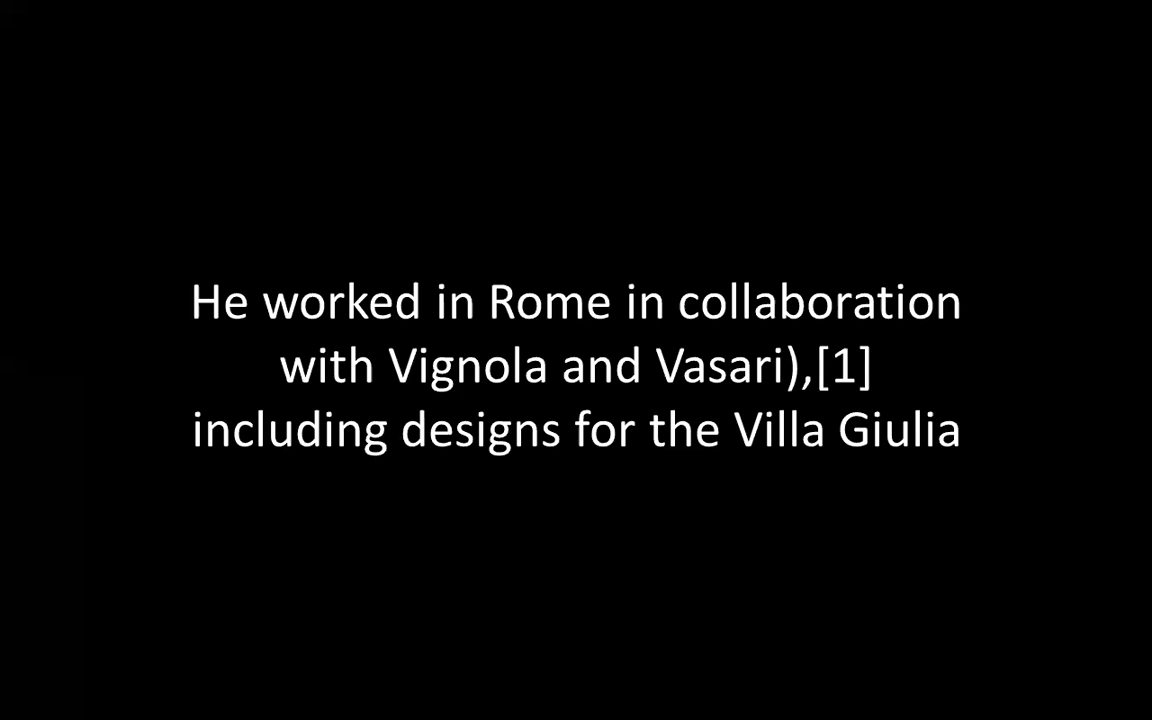 He worked in Rome in collaboration
with Vignola and Vasari),[1]
including designs for the Villa Giulia